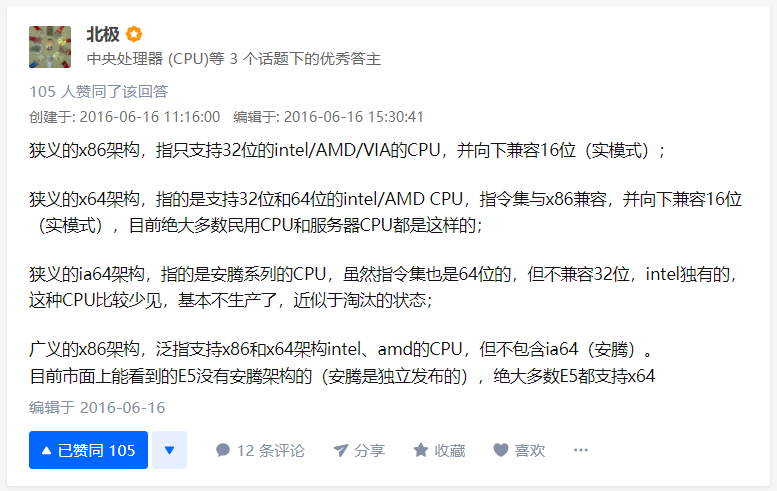 北极
中央处理器 (CPU)等 3 个话题下的优秀答主
105 人赞同了该回答
创建于: 2016-06-16 11:16:00 编辑于: 2016-06-16 15:30:41
狭义的x86架构，指只支持32位的intel/AMD/VIA的CPU，并向下兼容16位（实模式）；
狭义的x64架构，指的是支持32位和64位的intel/AMD CPU，指令集与x86兼容，并向下兼容16位
（实模式），目前绝大多数民用CPU和服务器CPU都是这样的；
狭义的ia64架构，指的是安腾系列的CPU，虽然指令集也是64位的，但不兼容32位，intel独有的，
这种CPU比较少见，基本不生产了，近似于淘汰的状态；
广义的x86架构，泛指支持x86和x64架构intel、amd的CPU，但不包含ia64（安腾）。
目前市面上能看到的E5没有安腾架构的（安腾是独立发布的），绝大多数E5都支持x64
编辑于 2016-06-16
已赞同 105 12 条评论 分享 收藏 喜欢